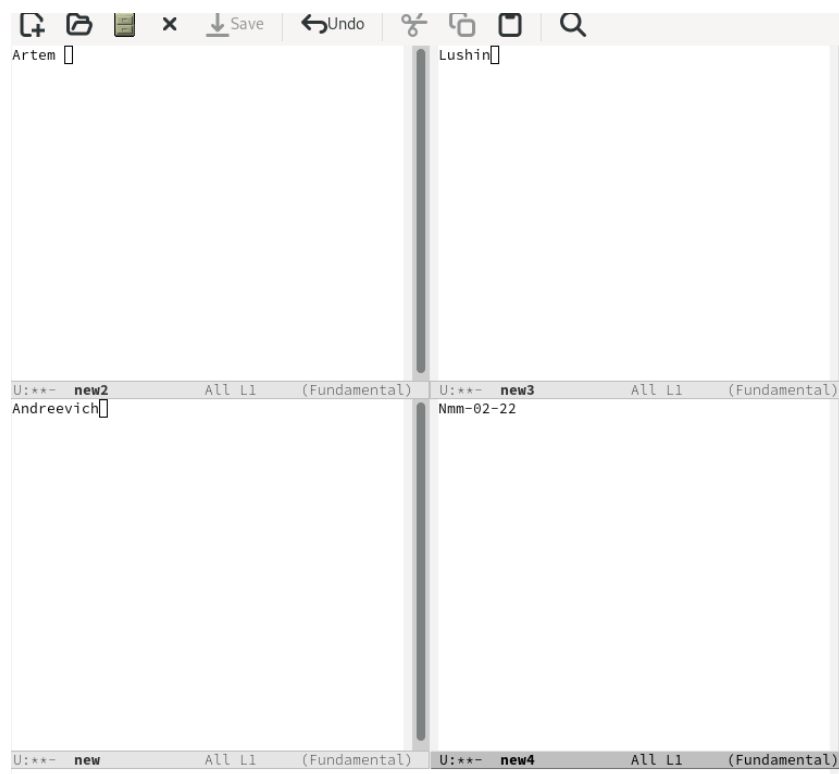 Save Undo
Artem
Lushin
U:**- new2 All L1 (Fundamental)
U:**- new3 All L1 (Fundamental)
Andreevich
Nmm-02-22
U:**- new All L1 (Fundamental)
U:**- new4 All L1 (Fundamental)